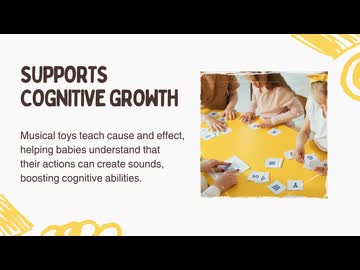 SUPPORTS
COGNITIVE GROWTH
Musical toys teach cause and effect,
helping babies understand that
their actions can create sounds,
boosting cognitive abilities.